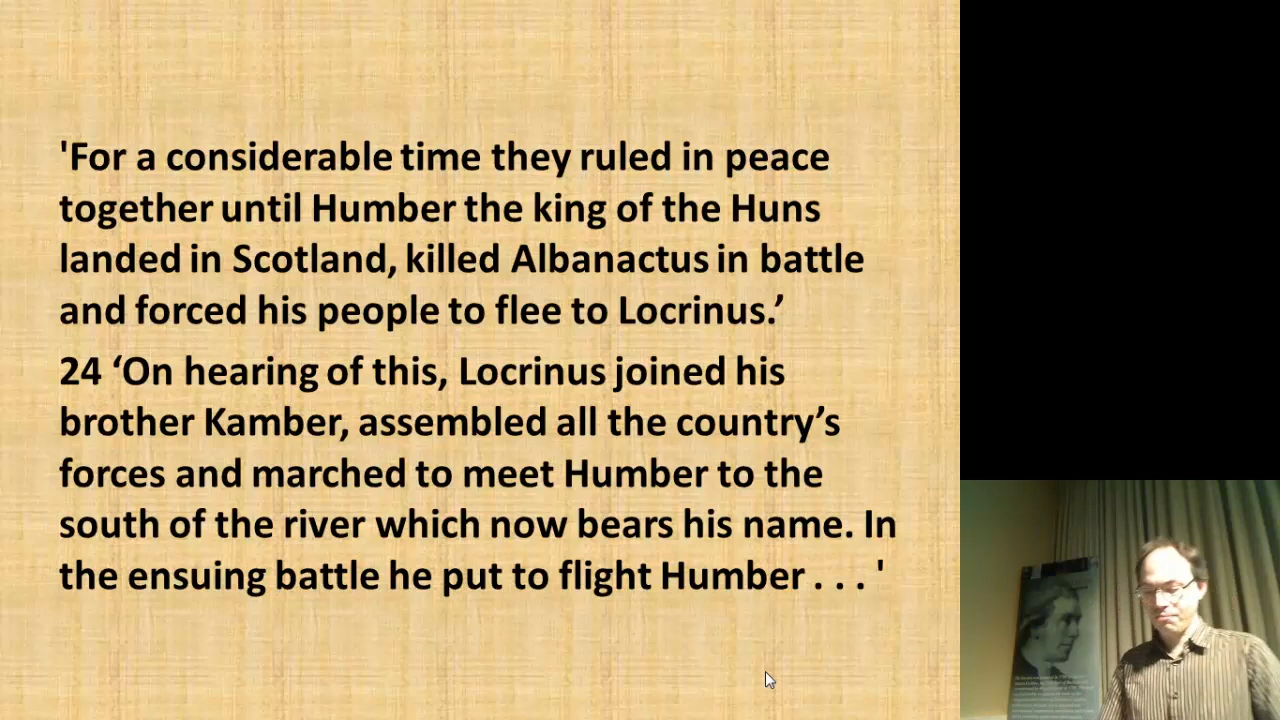 'For a considerable time they ruled in peace
together until Humber the king of the Huns
landed in Scotland, killed Albanactus in battle
and forced his people to flee to Locrinus.’
24 ‘On hearing of this, Locrinus joined his
brother Kamber, assembled all the country’s
forces and marched to meet Humber to the
south of the river which now bears his name. In
the ensuing battle he put to flight Humber . . . '